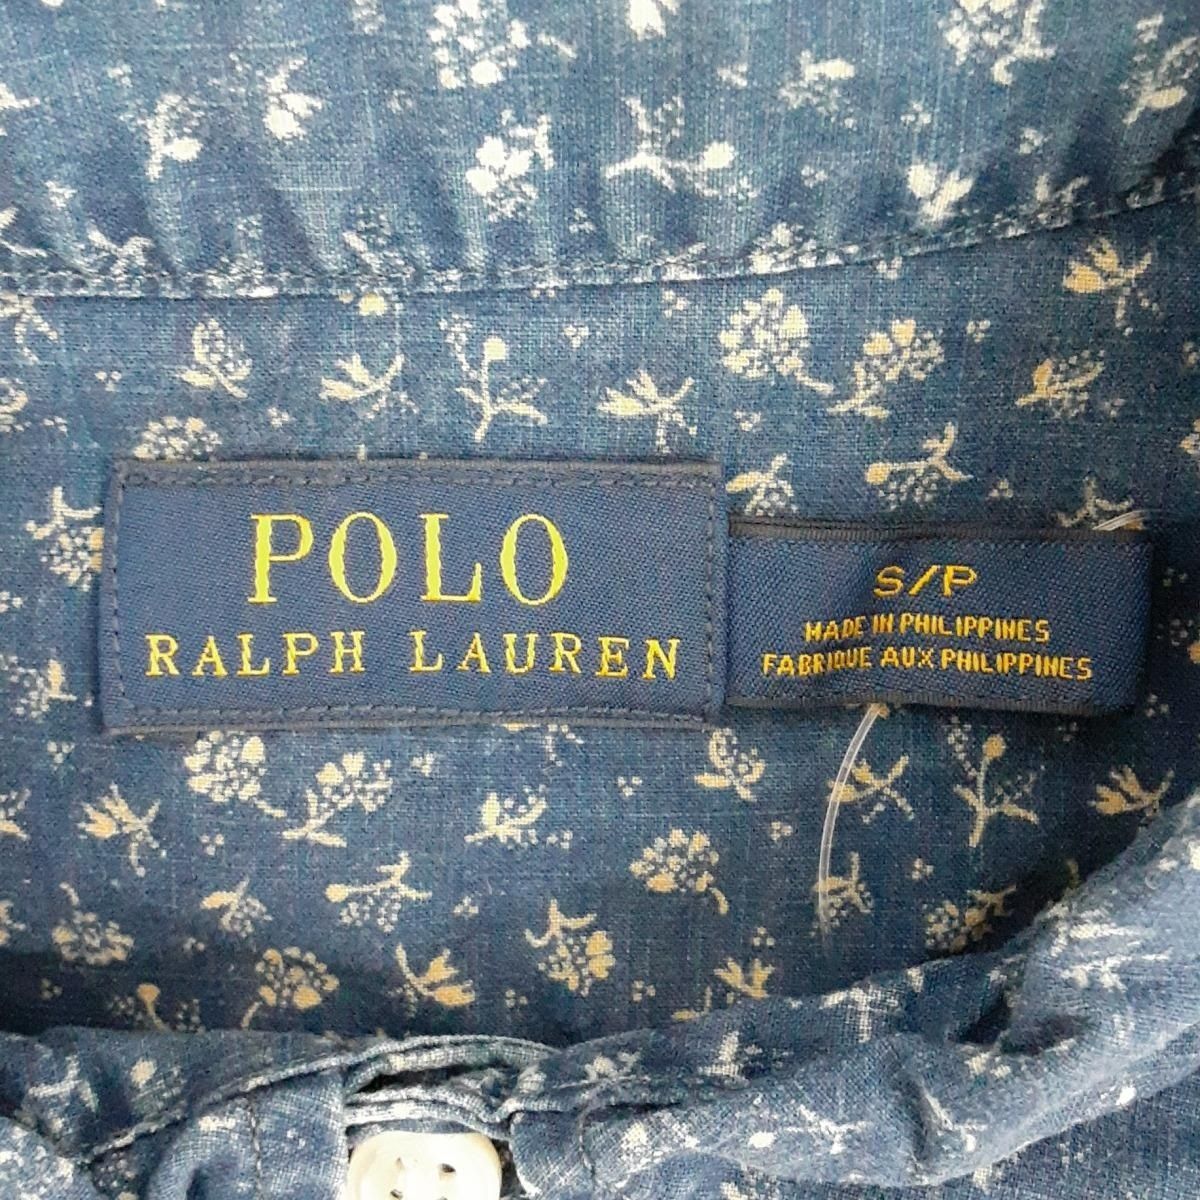 POLO
RALPH LAUREN
S/P
MADE IN PHILIPPINES
FABRIQUE AUX PHILIPPINES